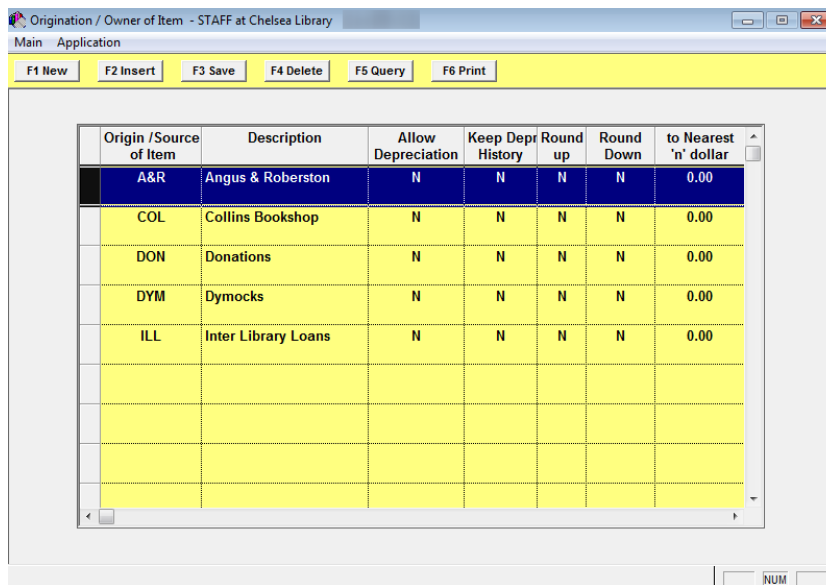 Origination / Owner of Item - STAFF at Chelsea Library
Main Application
F1 New F2 Insert F3 Save F4 Delete F5 Query F6 Print
Origin /Source of Item Description Allow Depreciation Keep Depr History Round up Round Down to Nearest 'n' dollar
A&R Angus & Roberston N N N N 0.00
COL Collins Bookshop N N N N 0.00
DON Donations N N N N 0.00
DYM Dymocks N N N N 0.00
ILL Inter Library Loans N N N N 0.00
NUM